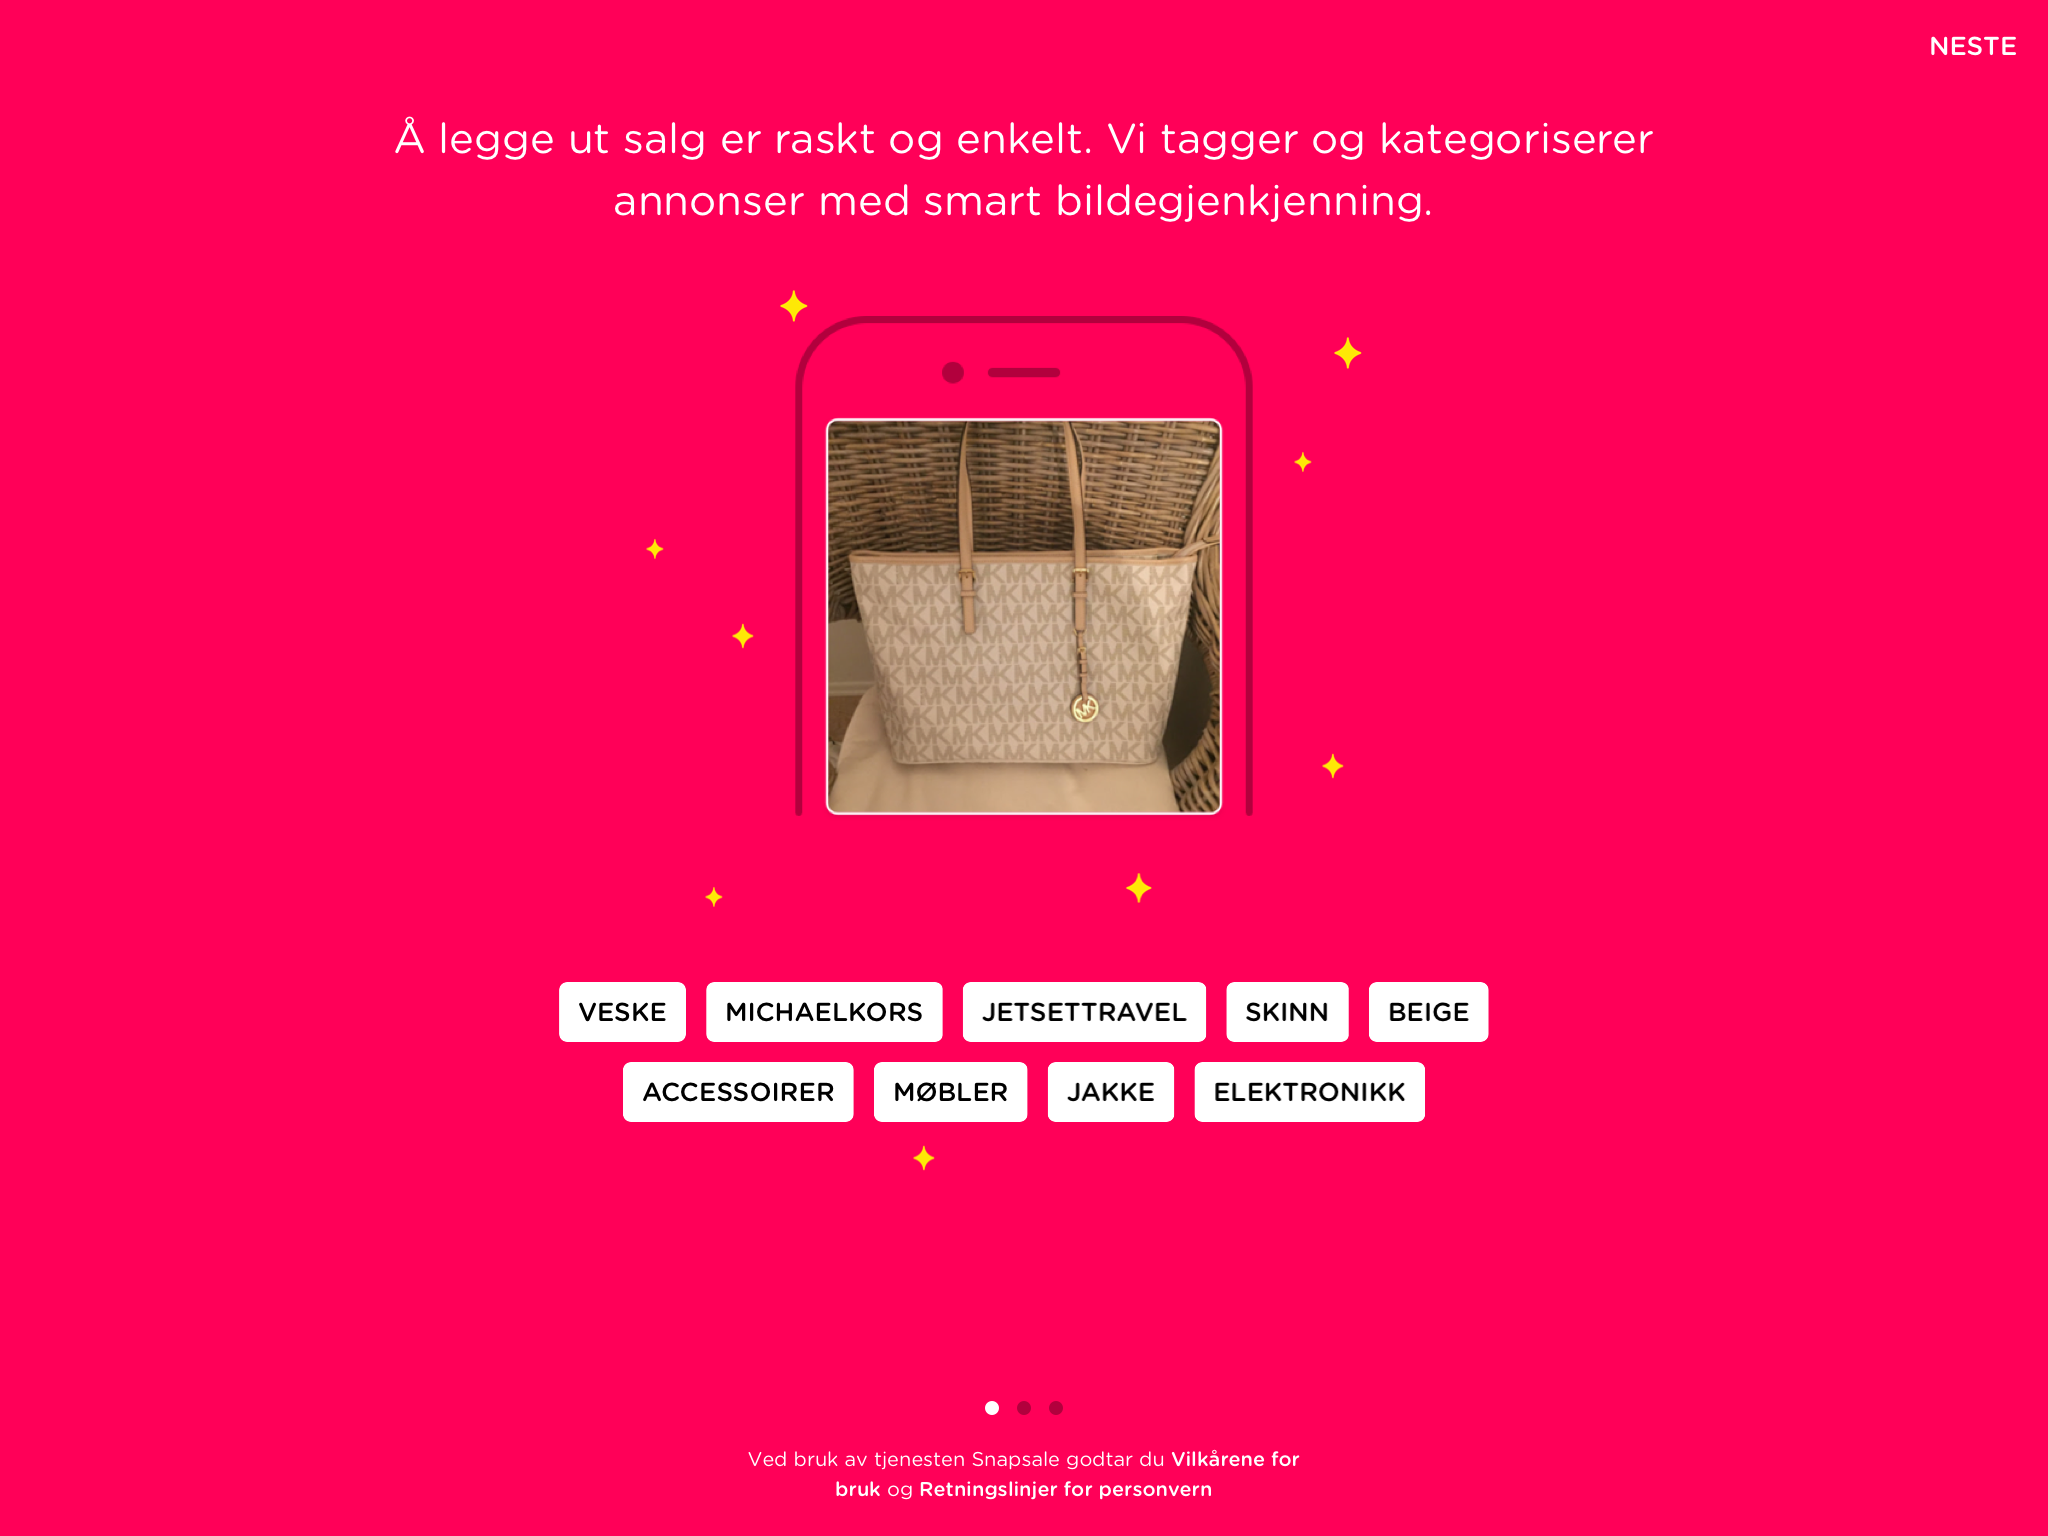 NESTE
Å legge ut salg er raskt og enkelt. Vi tagger og kategoriserer
annonser med smart bildegjenkjenning.
VESKE MICHAELKORS JETSETTRAVEL SKINN BEIGE
ACCESSOIRER MØBLER JAKKE ELEKTRONIKK
Ved bruk av tjenesten Snapsale godtar du Vilkårene for
bruk og Retningslinjer for personvern